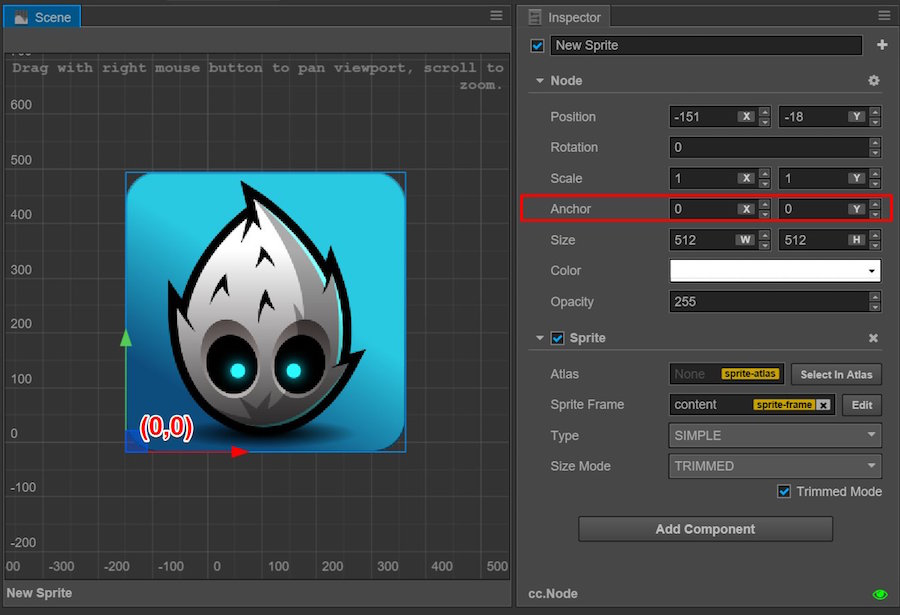 Scene
Drag with right mouse button to pan viewport, scroll to
zoom.
600
500
400
300
200
100
0
-100
-200
(0,0)
00 -300 -200 -100 0 100 200 300 400 500
New Sprite
Inspector
New Sprite
Node
Position -151 X -18 Y
Rotation 0
Scale 1 X 1 Y
Anchor 0 X 0 Y
Size 512 W 512 H
Color
Opacity 255
Sprite
Atlas None sprite-atlas Select In Atlas
Sprite Frame content sprite-frame x Edit
Type SIMPLE
Size Mode TRIMMED
Trimmed Mode
Add Component
cc.Node